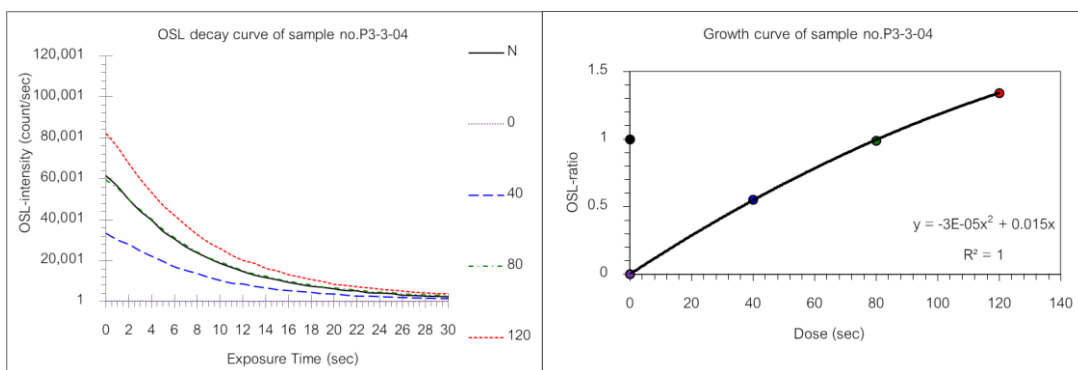 OSL decay curve of sample no.P3-3-04
OSL-intensity (count/sec)
120,001
100,001
80,001
60,001
40,001
20,001
1
0 2 4 6 8 10 12 14 16 18 20 22 24 26 28 30
Exposure Time (sec)
N
0
40
80
120
Growth curve of sample no.P3-3-04
OSL-ratio
1.5
1
0.5
0
y = -3E-05x² + 0.015x
R² = 1
0 20 40 60 80 100 120 140
Dose (sec)